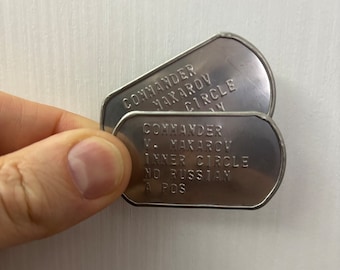 COMMANDER
MAKAROV
CIRCLE
COMMANDER
V. MAKAROV
INNER CIRCLE
NO RUSSIAN
A POS